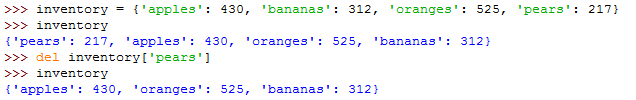 >>> inventory = {'apples': 430, 'bananas': 312, 'oranges': 525, 'pears': 217}
>>> inventory
{'pears': 217, 'apples': 430, 'oranges': 525, 'bananas': 312}
>>> del inventory['pears']
>>> inventory
{'apples': 430, 'oranges': 525, 'bananas': 312}